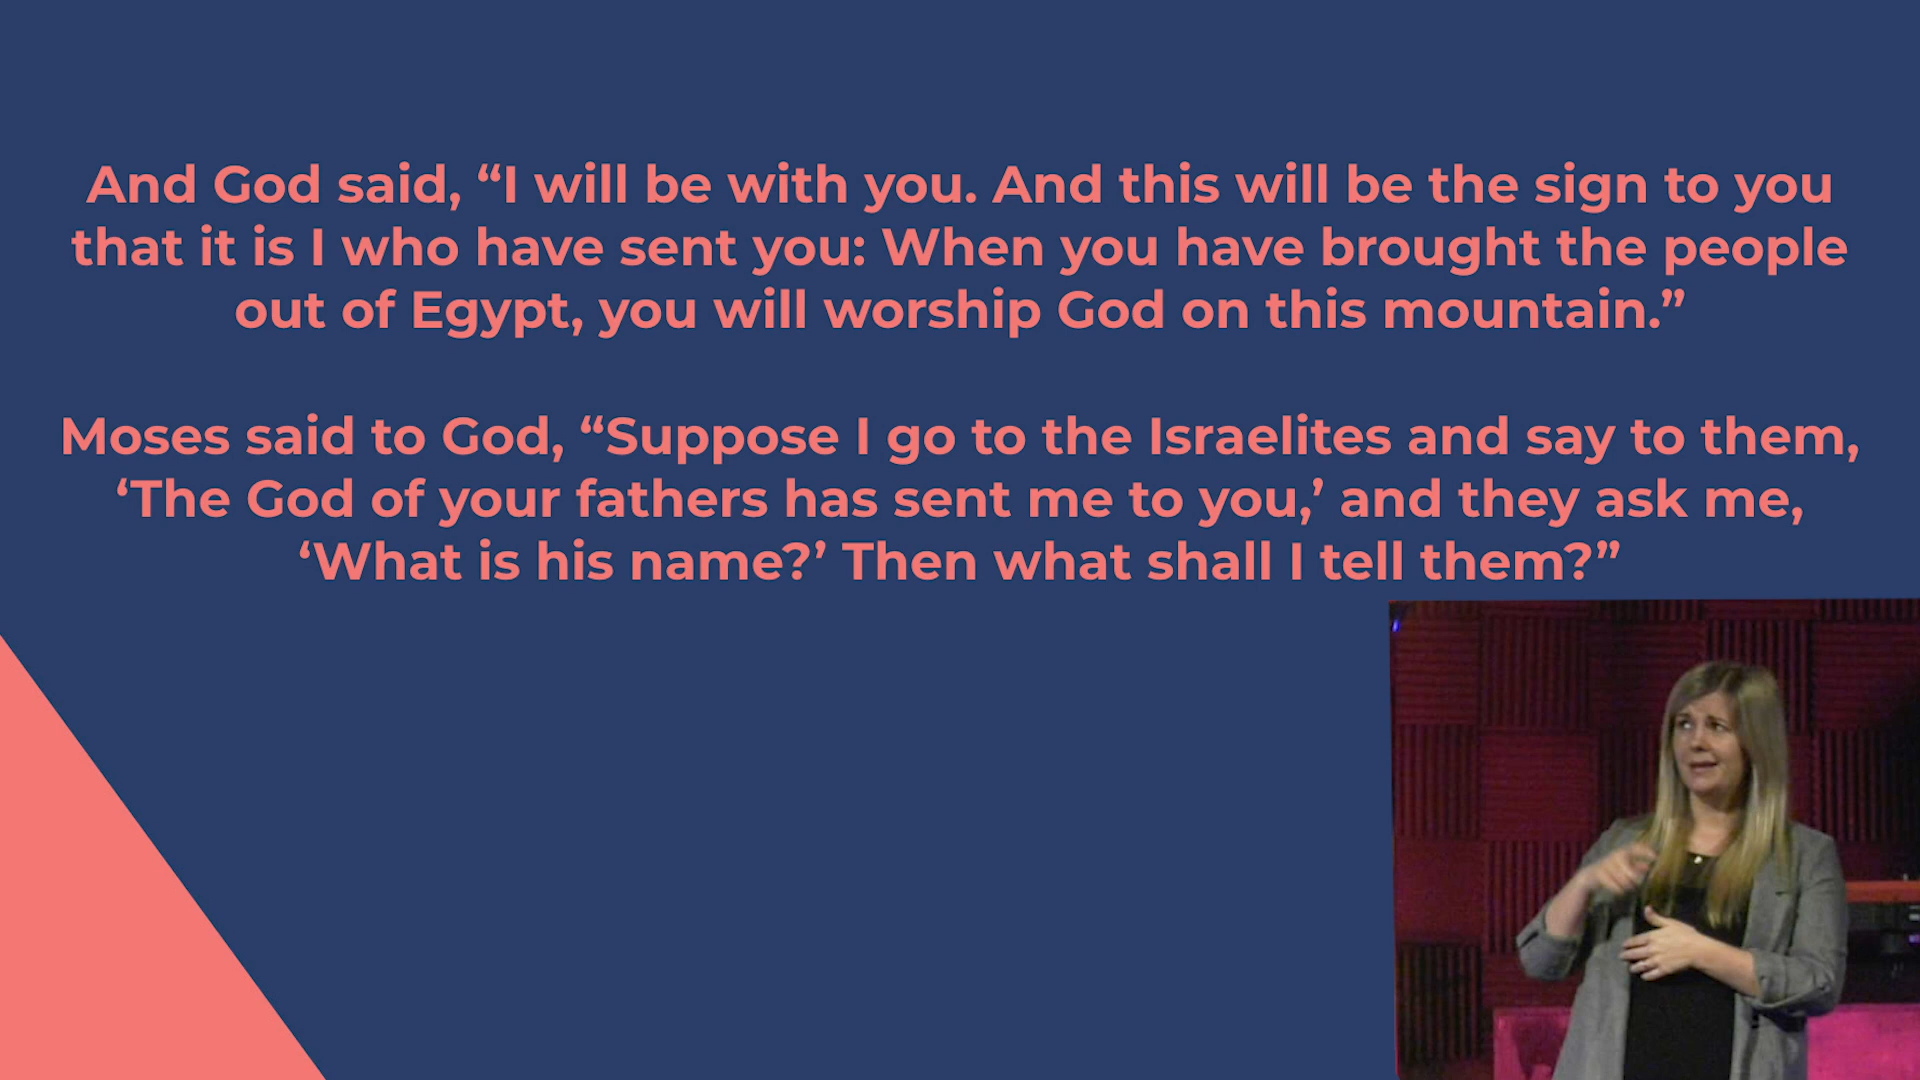 And God said, “I will be with you. And this will be the sign to you
that it is I who have sent you: When you have brought the people
out of Egypt, you will worship God on this mountain.”
Moses said to God, “Suppose I go to the Israelites and say to them,
‘The God of your fathers has sent me to you,’ and they ask me,
‘What is his name?’ Then what shall I tell them?”